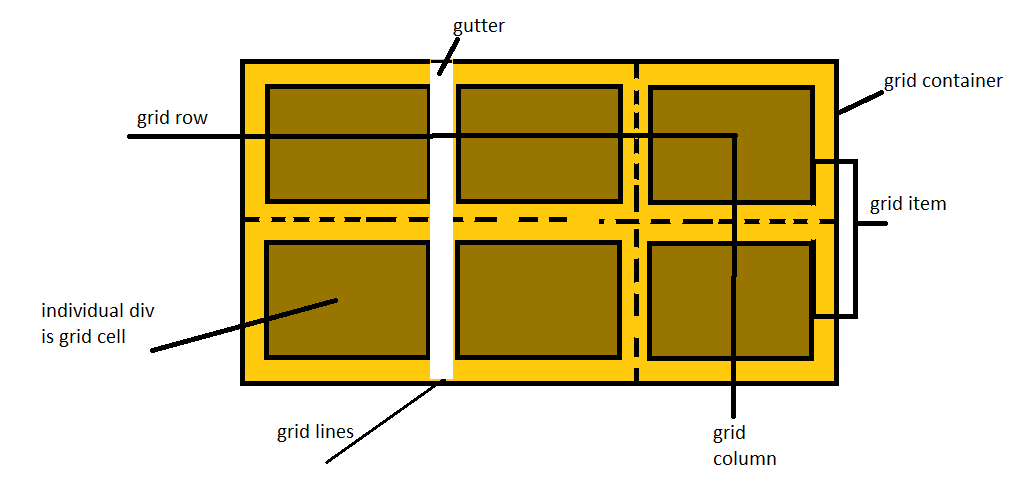 gutter
grid container
grid row
grid item
individual div
is grid cell
grid lines
grid
column